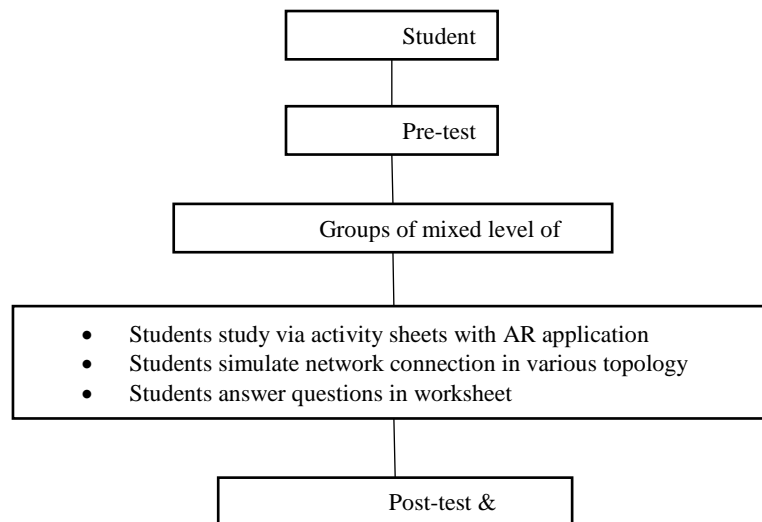 Student
Pre-test
Groups of mixed level of
• Students study via activity sheets with AR application
• Students simulate network connection in various topology
• Students answer questions in worksheet
Post-test &